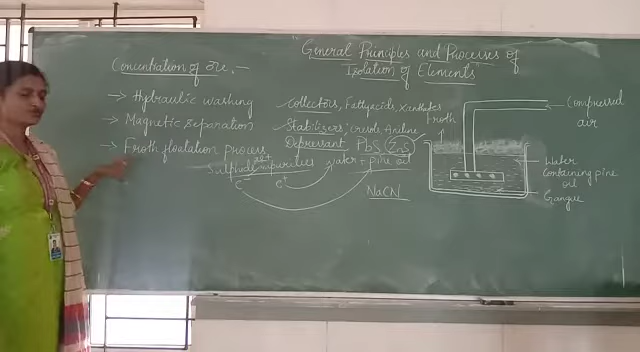 "General Principles and Processes of
Isolation of Elements"
Concentration of ore,-
→ Hydraulic washing
→ Magnetic separation
→ Froth floatation process
Sulphide impurities water + pine oil
e⁻ e⁺
Collectors, Fattyacids, Xanthates
Stabilizers, cresols, Aniline
Depressant PbS ZnS
NaCN
Froth
Compressed
air
Water
Containing pine
oil
Gangue